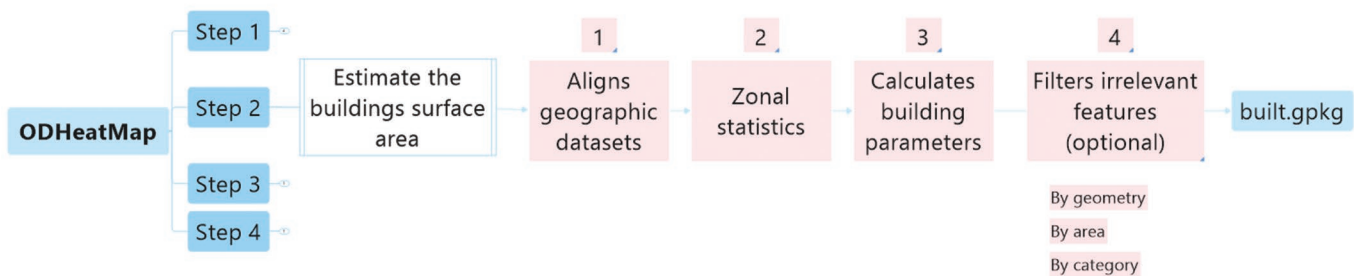 ODHeatMap
Step 1
Step 2
Step 3
Step 4
Estimate the
buildings surface
area
1
Aligns
geographic
datasets
2
Zonal
statistics
3
Calculates
building
parameters
4
Filters irrelevant
features
(optional)
By geometry
By area
By category
built.gpkg